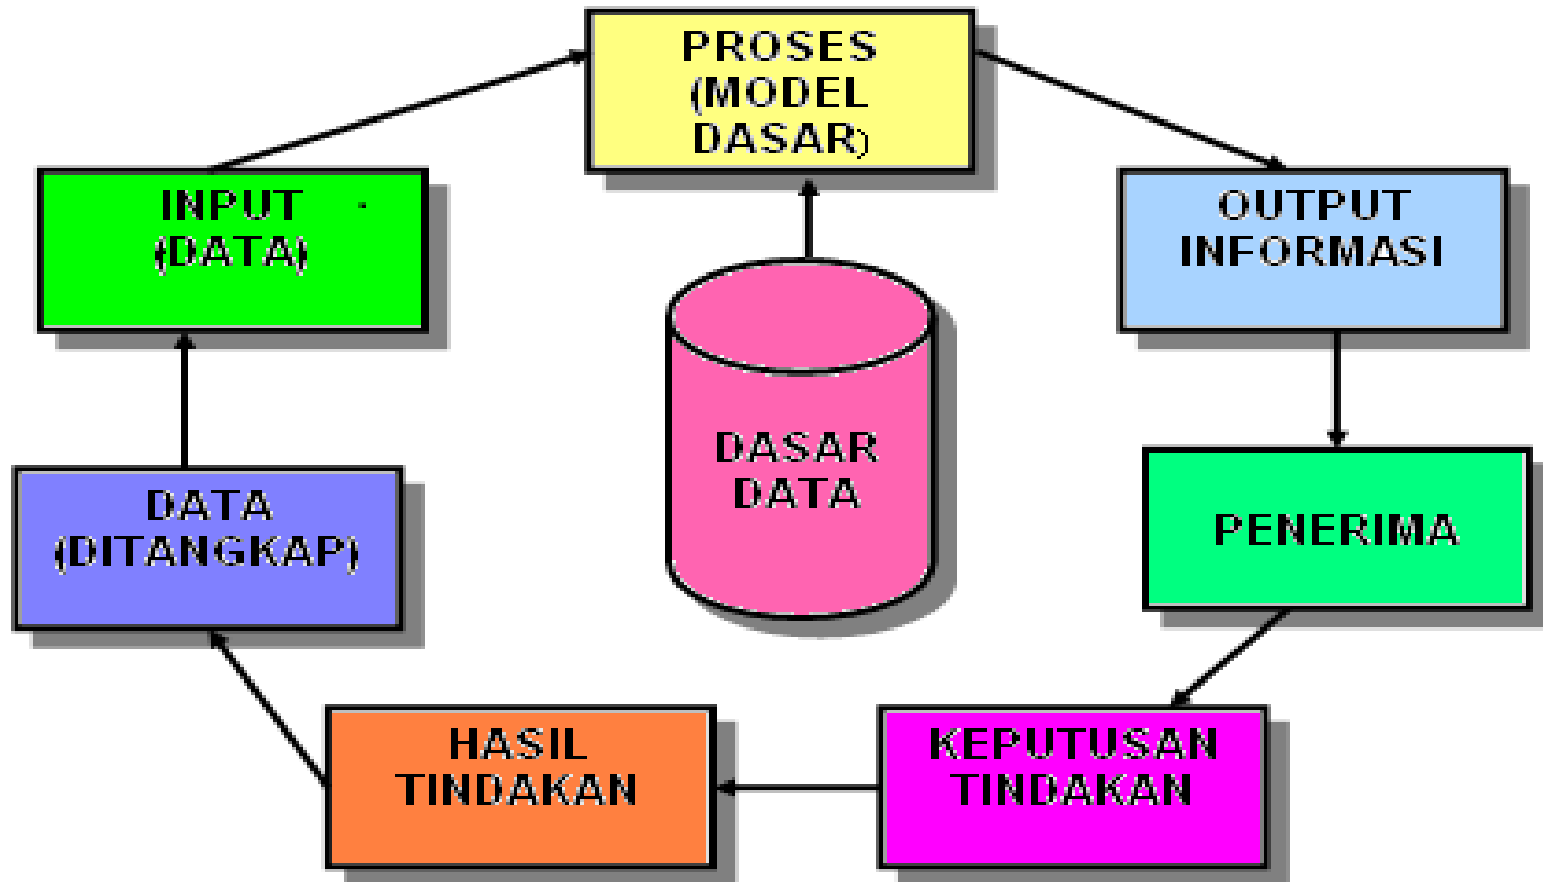 PROSES
(MODEL
DASAR)
INPUT
(DATA)
OUTPUT
INFORMASI
DASAR
DATA
DATA
(DITANGKAP)
PENERIMA
HASIL
TINDAKAN
KEPUTUSAN
TINDAKAN